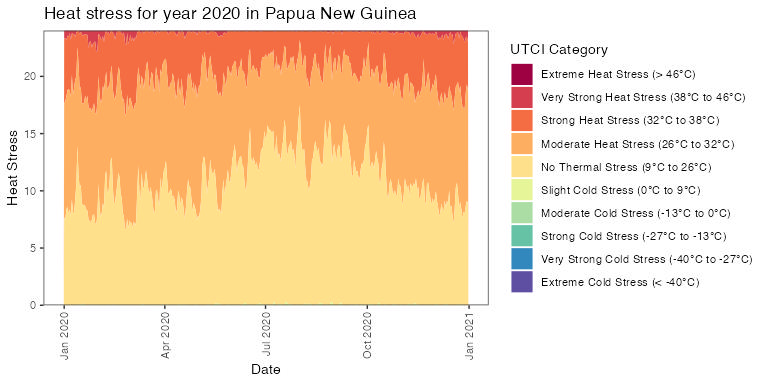 Heat stress for year 2020 in Papua New Guinea
Heat Stress
20
15
10
5
0
Jan 2020
Apr 2020
Jul 2020
Oct 2020
Jan 2021
Date
UTCI Category
Extreme Heat Stress (> 46°C)
Very Strong Heat Stress (38°C to 46°C)
Strong Heat Stress (32°C to 38°C)
Moderate Heat Stress (26°C to 32°C)
No Thermal Stress (9°C to 26°C)
Slight Cold Stress (0°C to 9°C)
Moderate Cold Stress (-13°C to 0°C)
Strong Cold Stress (-27°C to -13°C)
Very Strong Cold Stress (-40°C to -27°C)
Extreme Cold Stress (< -40°C)